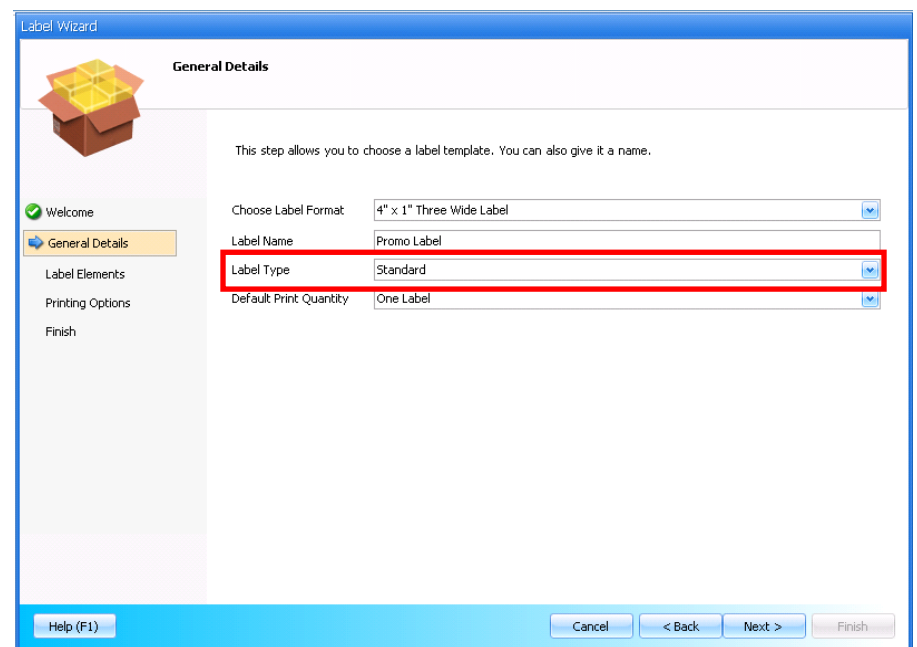 Label Wizard
General Details
This step allows you to choose a label template. You can also give it a name.
Welcome
General Details
Label Elements
Printing Options
Finish
Choose Label Format 4" x 1" Three Wide Label
Label Name Promo Label
Label Type Standard
Default Print Quantity One Label
Help (F1) Cancel < Back Next > Finish